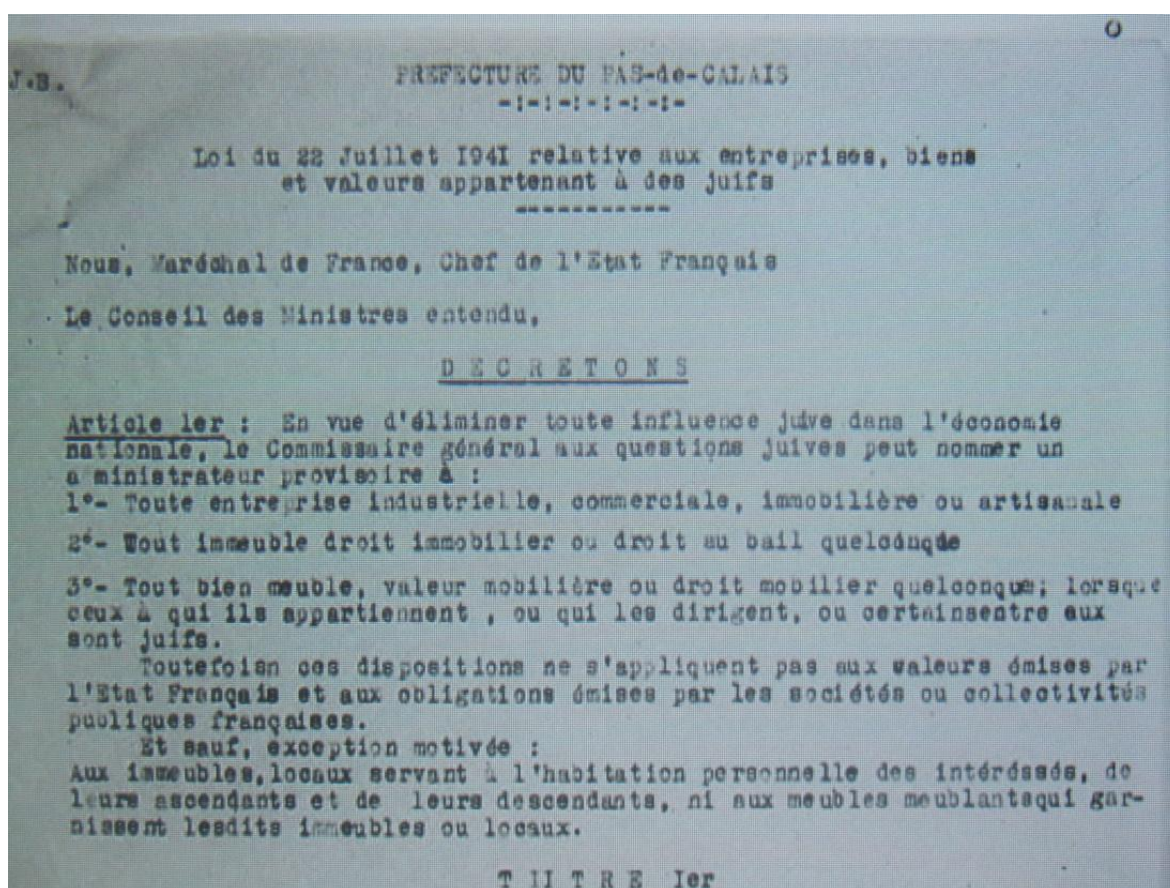 J.B.
PREFECTURE DU PAS-de-CALAIS
-:-:-:-:-:-:-
Loi du 22 Juillet I94I relative aux entreprises, biens
et valeurs appartenant à des juifs
-----------
Nous, Maréchal de France, Chef de l'Etat Français
Le Conseil des Ministres entendu,
D E C R E T O N S
Article 1er : En vue d'éliminer toute influence juive dans l'économie
nationale, le Commissaire général aux questions juives peut nommer un
a ministrateur provisoire à :
1°- Toute entreprise industrielle, commerciale, immobilière ou artisanale
2°- Tout immeuble droit immobilier ou droit au bail quelconque
3°- Tout bien meuble, valeur mobilière ou droit mobilier quelconque; lorsque
ceux à qui ils appartiennent , ou qui les dirigent, ou certainsentre eux
sont juifs.
Toutefoisn ces dispositions ne s'appliquent pas aux valeurs émises par
l'Etat Français et aux obligations émises par les sociétés ou collectivités
publiques françaises.
Et sauf, exception motivée :
Aux immeubles,locaux servant à l'habitation personnelle des intéréssés, de
leurs ascendants et de leurs descendants, ni aux meubles meublantsqui gar-
nissent lesdits immeubles ou locaux.
T II T R E Ier